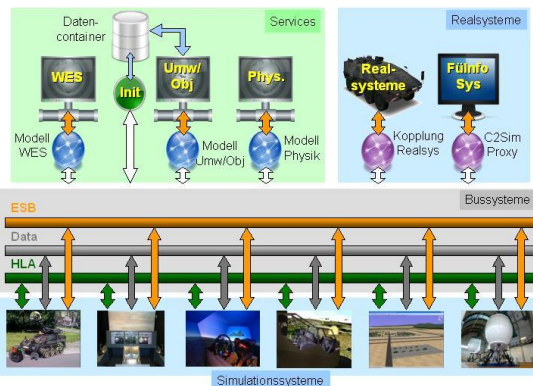 Daten-
container
Services
Realsysteme
WES
Init
Umw/
Obj
Phys.
Real-
systeme
FüInfo
Sys
Modell
WES
Modell
Umw/Obj
Modell
Physik
Kopplung
Realsys
C2Sim
Proxy
Bussysteme
ESB
Data
HLA
Simulationssysteme